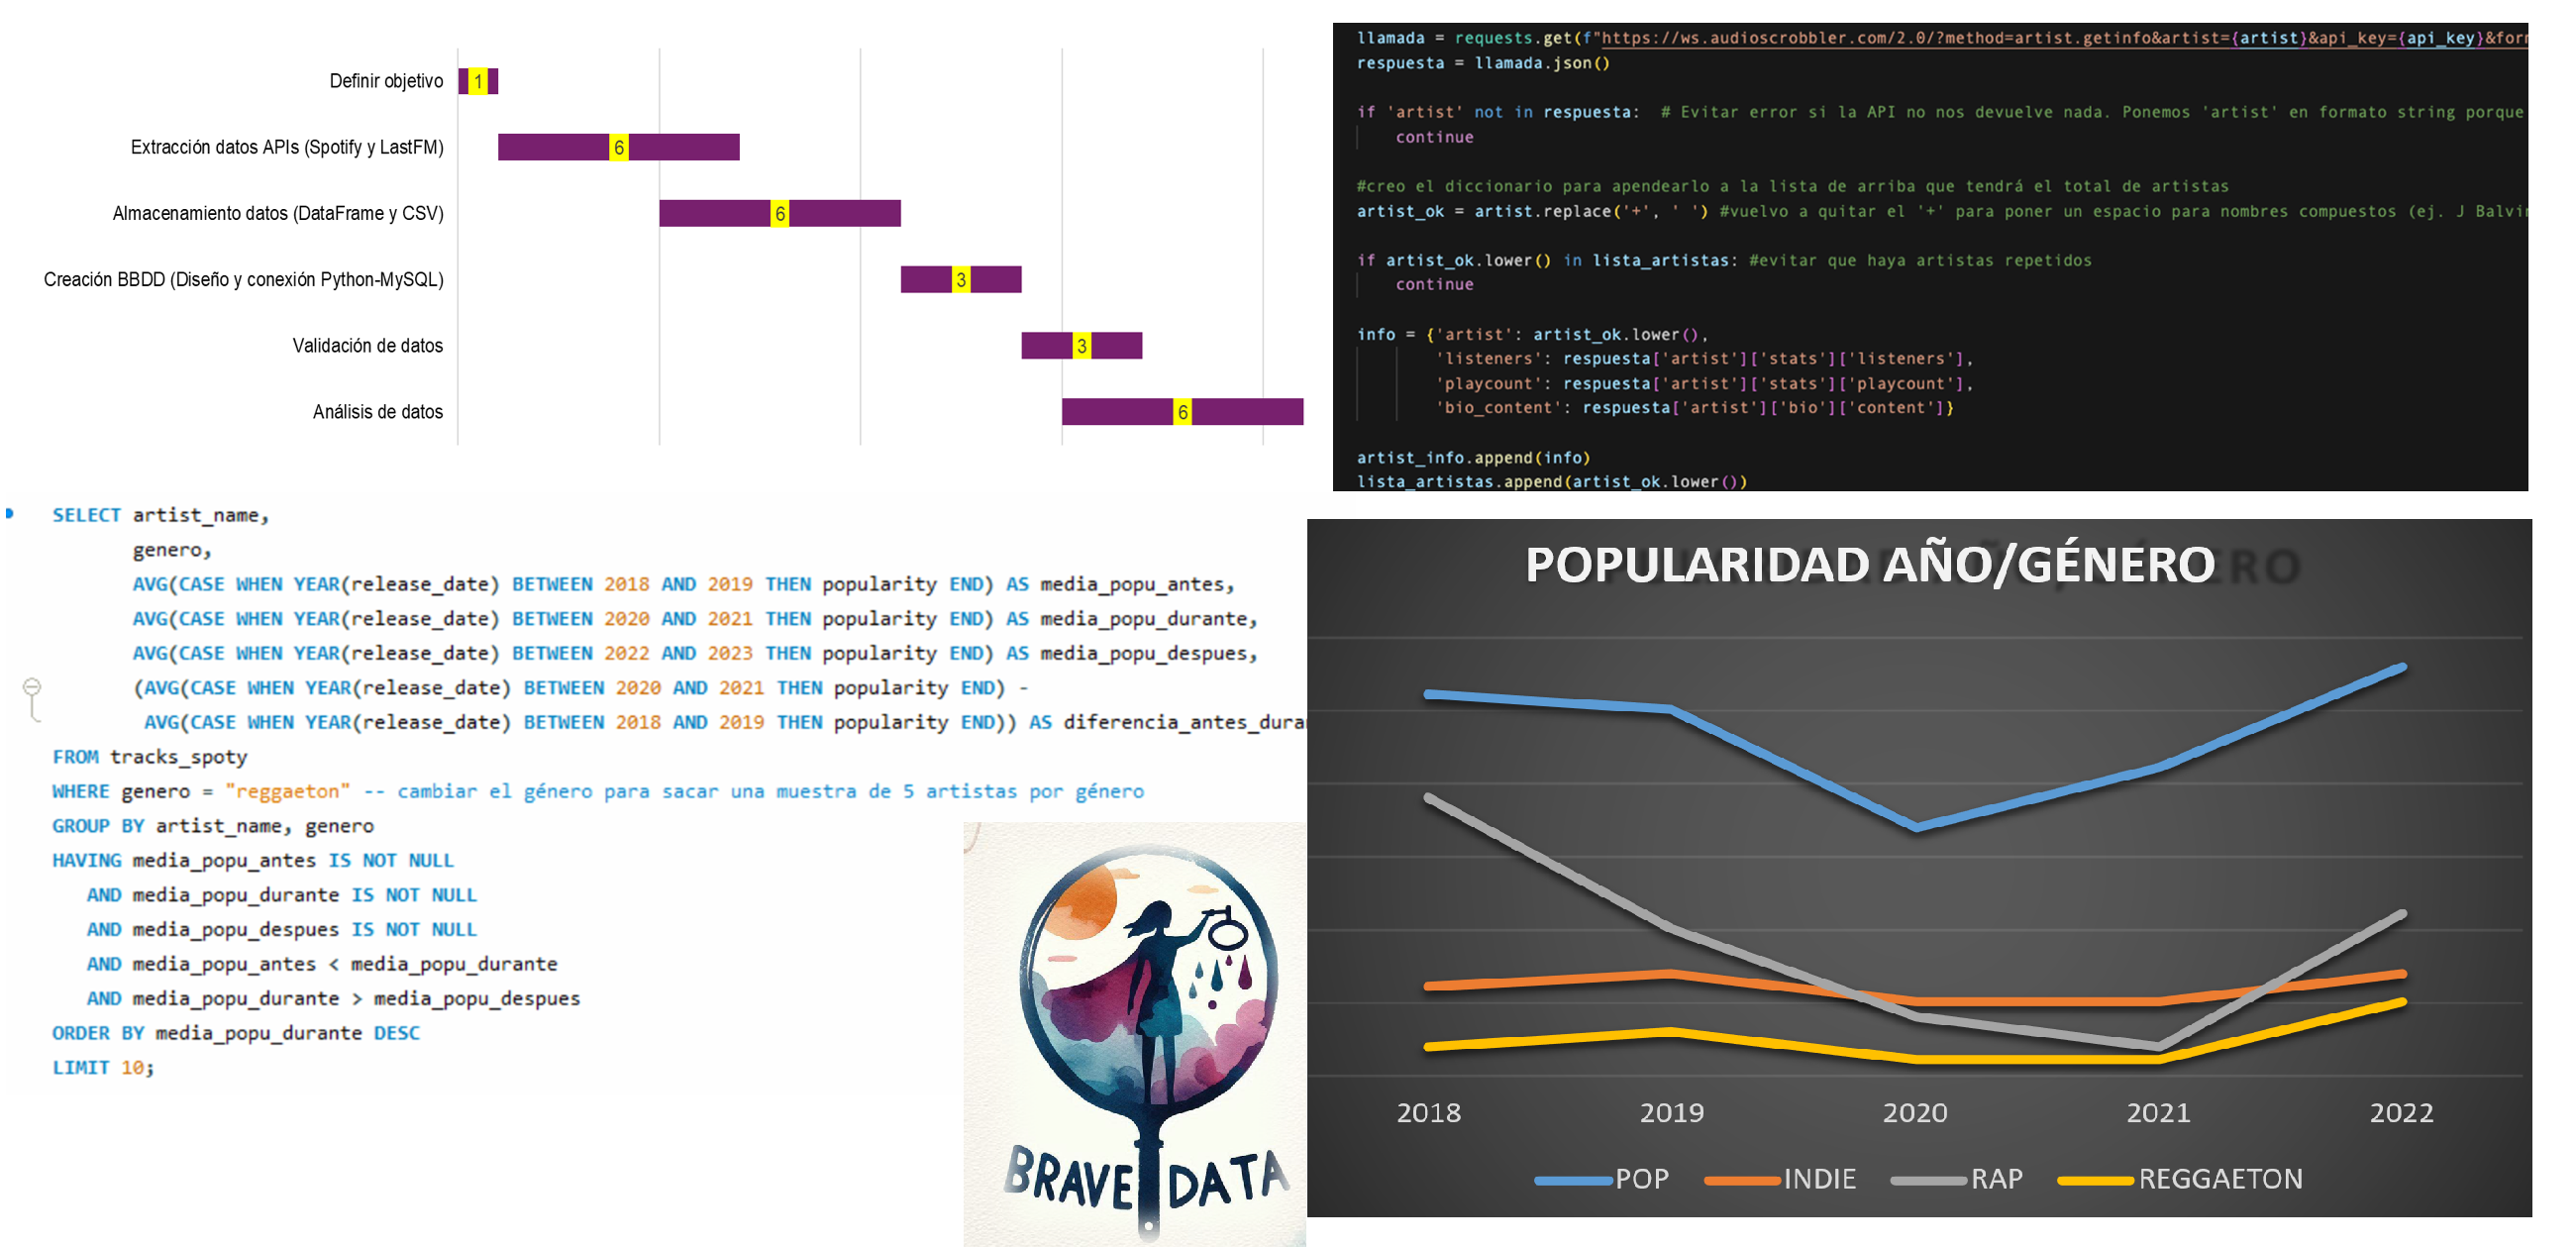 Definir objetivo
1
Extracción datos APIs (Spotify y LastFM)
6
Almacenamiento datos (DataFrame y CSV)
6
Creación BBDD (Diseño y conexión Python-MySQL)
3
Validación de datos
3
Análisis de datos
6
llamada = requests.get(f"https://ws.audioscrobbler.com/2.0/?method=artist.getinfo&artist={artist}&api_key={api_key}&for
respuesta = llamada.json()
if 'artist' not in respuesta:  # Evitar error si la API no nos devuelve nada. Ponemos 'artist' en formato string porque
continue
#creo el diccionario para apendearlo a la lista de arriba que tendrá el total de artistas
artist_ok = artist.replace('+', ' ') #vuelvo a quitar el '+' para poner un espacio para nombres compuestos (ej. J Balvin
if artist_ok.lower() in lista_artistas: #evitar que haya artistas repetidos
continue
info = {'artist': artist_ok.lower(),
'listeners': respuesta['artist']['stats']['listeners'],
'playcount': respuesta['artist']['stats']['playcount'],
'bio_content': respuesta['artist']['bio']['content']}
artist_info.append(info)
lista_artistas.append(artist_ok.lower())
SELECT artist_name,
genero,
AVG(CASE WHEN YEAR(release_date) BETWEEN 2018 AND 2019 THEN popularity END) AS media_popu_antes,
AVG(CASE WHEN YEAR(release_date) BETWEEN 2020 AND 2021 THEN popularity END) AS media_popu_durante,
AVG(CASE WHEN YEAR(release_date) BETWEEN 2022 AND 2023 THEN popularity END) AS media_popu_despues,
(AVG(CASE WHEN YEAR(release_date) BETWEEN 2020 AND 2021 THEN popularity END) -
AVG(CASE WHEN YEAR(release_date) BETWEEN 2018 AND 2019 THEN popularity END)) AS diferencia_antes_dura
FROM tracks_spoty
WHERE genero = "reggaeton" -- cambiar el género para sacar una muestra de 5 artistas por género
GROUP BY artist_name, genero
HAVING media_popu_antes IS NOT NULL
AND media_popu_durante IS NOT NULL
AND media_popu_despues IS NOT NULL
AND media_popu_antes < media_popu_durante
AND media_popu_durante > media_popu_despues
ORDER BY media_popu_durante DESC
LIMIT 10;
BRAVE DATA
POPULARIDAD AÑO/GÉNERO
2018 2019 2020 2021 2022
POP INDIE RAP REGGAETON